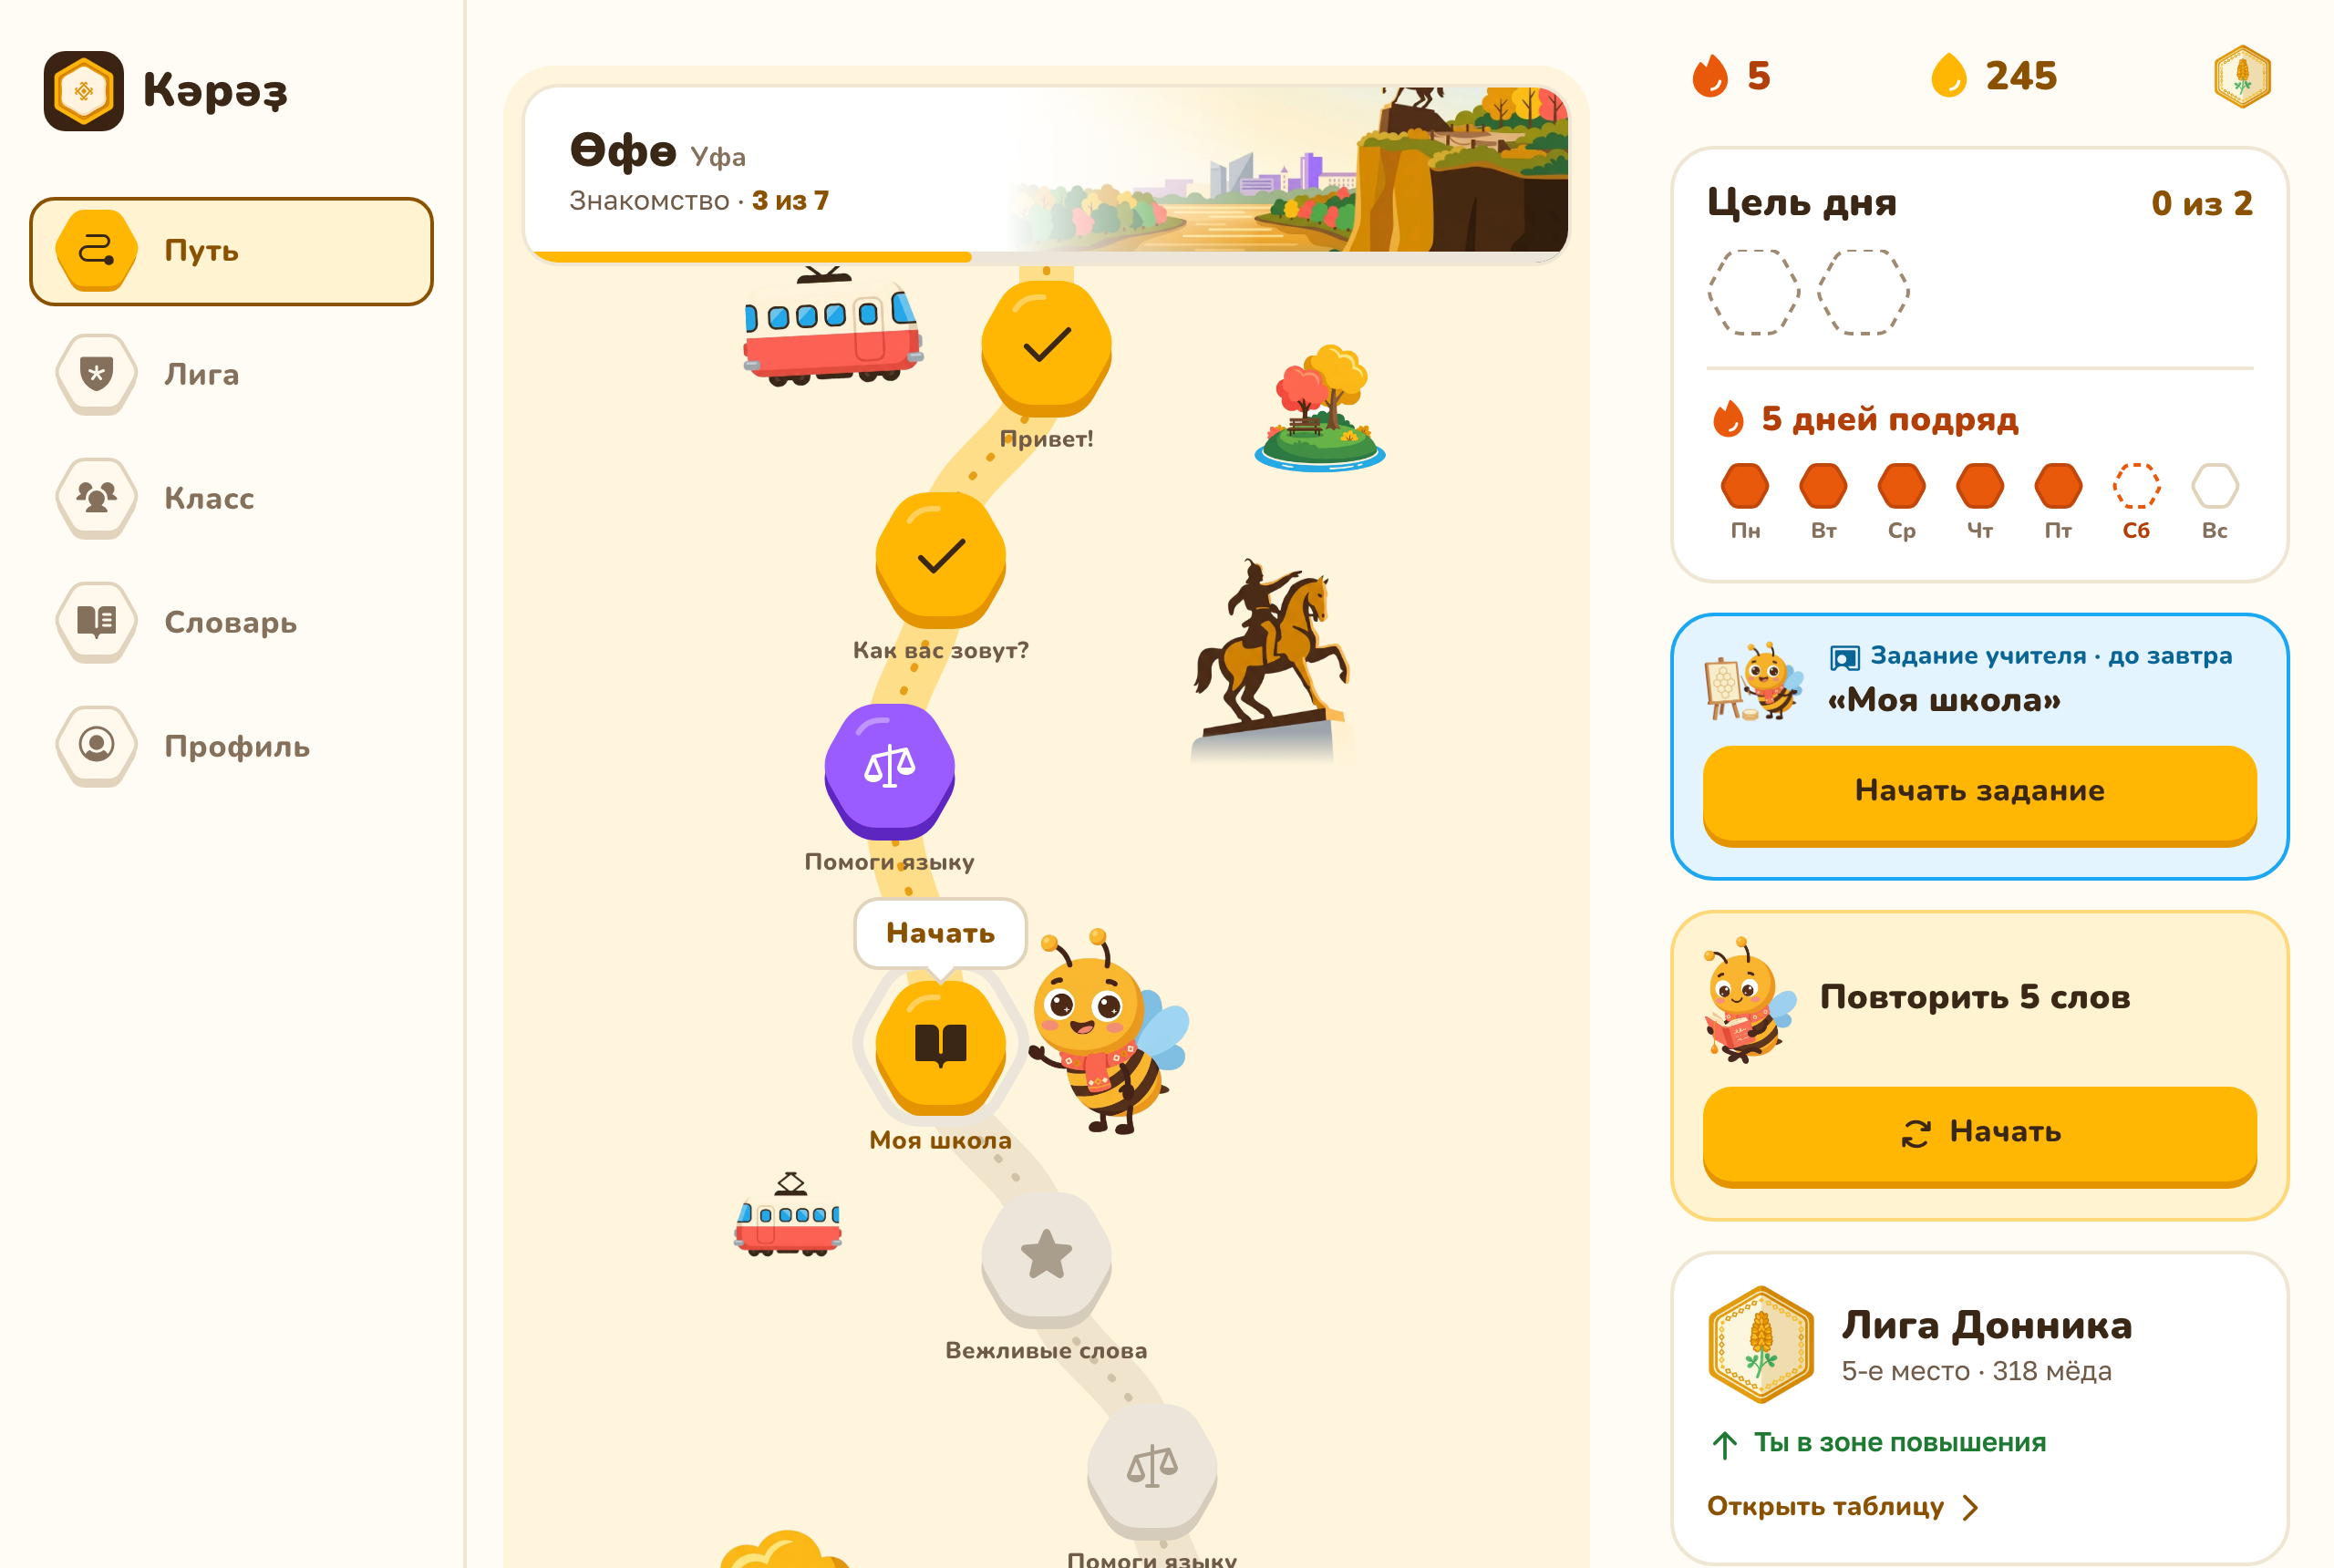 Кәрәҙ
Путь
Лига
Класс
Словарь
Профиль
Өфө Уфа
Знакомство · 3 из 7
Привет!
Как вас зовут?
Помоги языку
Начать
Моя школа
Вежливые слова
Помоги языку
5
245
Цель дня
0 из 2
5 дней подряд
Пн Вт Ср Чт Пт Сб Вс
Задание учителя · до завтра
«Моя школа»
Начать задание
Повторить 5 слов
Начать
Лига Донника
5-е место · 318 мёда
Ты в зоне повышения
Открыть таблицу